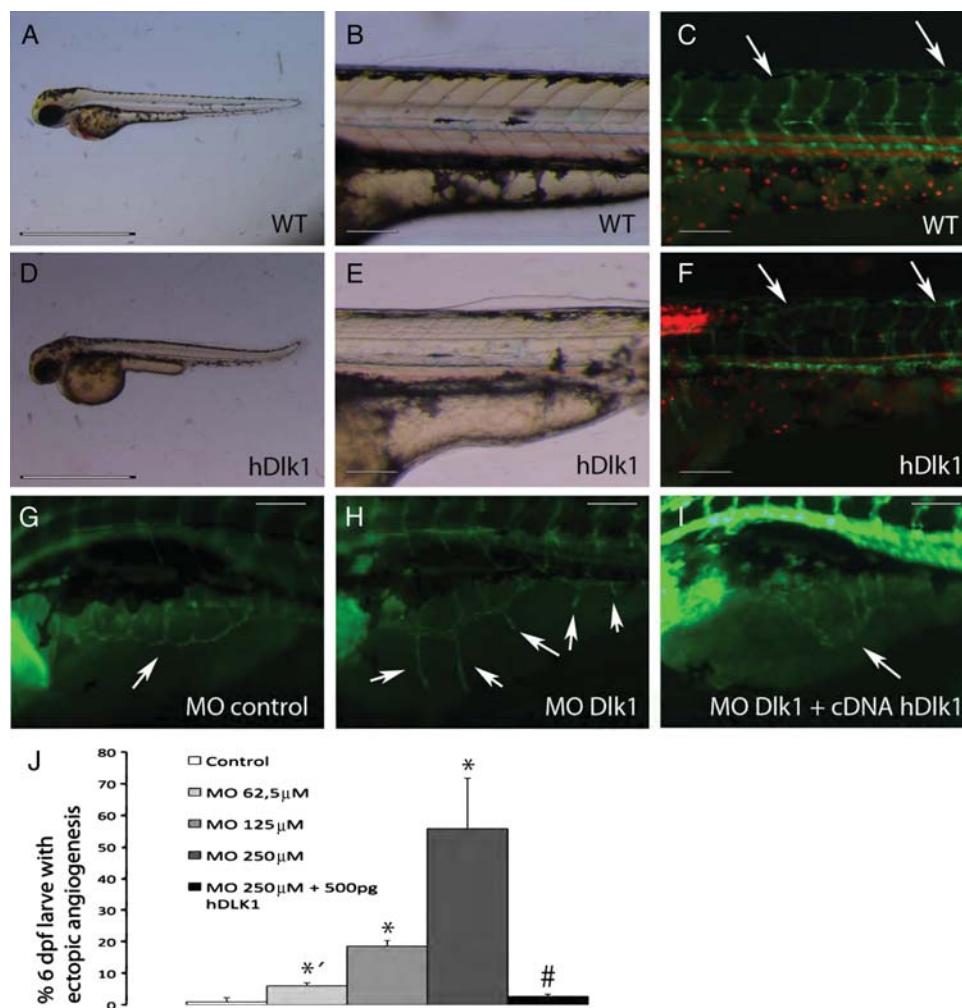 A
WT
B
WT
C
WT
D
hDlk1
E
hDlk1
F
hDlk1
G
MO control
H
MO Dlk1
I
MO Dlk1 + cDNA hDlk1
J
% 6 dpf larve with
ectopic angiogenesis
80
70
60
50
40
30
20
10
0
Control
MO 62,5μM
MO 125μM
MO 250μM
MO 250μM + 500pg
hDLK1
*´
*
*
#